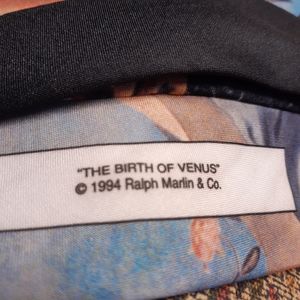 "THE BIRTH OF VENUS"
© 1994 Ralph Marlin & Co.